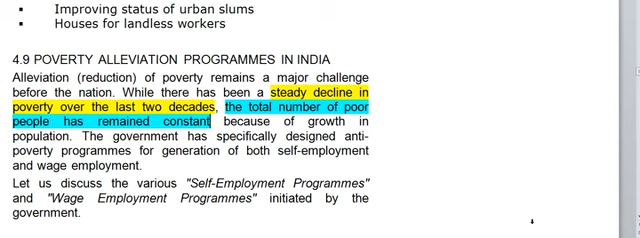 ▪ Improving status of urban slums
▪ Houses for landless workers
4.9 POVERTY ALLEVIATION PROGRAMMES IN INDIA
Alleviation (reduction) of poverty remains a major challenge
before the nation. While there has been a steady decline in
poverty over the last two decades, the total number of poor
people has remained constant because of growth in
population. The government has specifically designed anti-
poverty programmes for generation of both self-employment
and wage employment.
Let us discuss the various "Self-Employment Programmes"
and "Wage Employment Programmes" initiated by the
government.